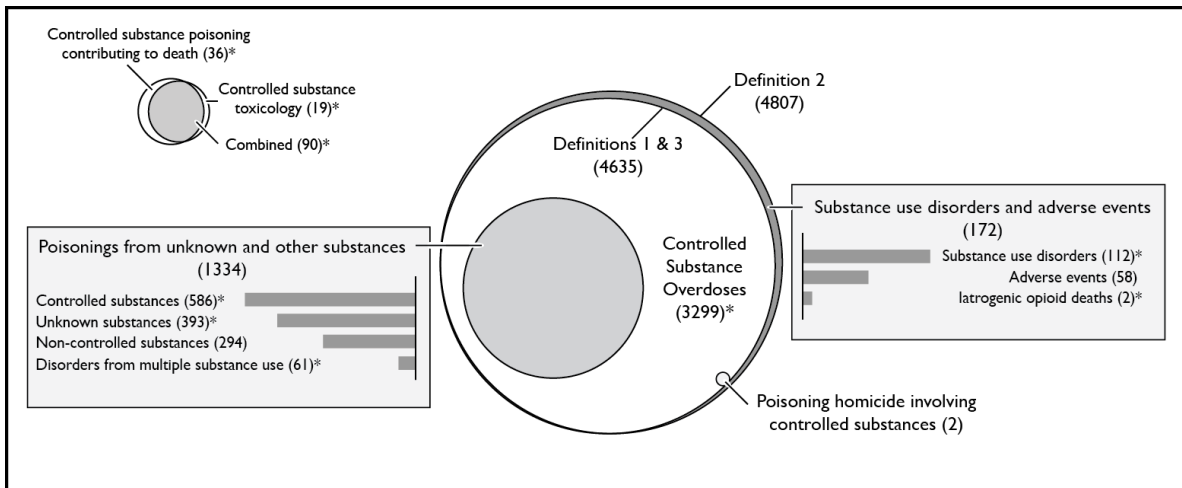 Controlled substance poisoning
contributing to death (36)*
Controlled substance
toxicology (19)*
Combined (90)*
Definition 2
(4807)
Definitions 1 & 3
(4635)
Poisonings from unknown and other substances
(1334)
Controlled substances (586)*
Unknown substances (393)*
Non-controlled substances (294)
Disorders from multiple substance use (61)*
Controlled
Substance
Overdoses
(3299)*
Substance use disorders and adverse events
(172)
Substance use disorders (112)*
Adverse events (58)
Iatrogenic opioid deaths (2)*
Poisoning homicide involving
controlled substances (2)